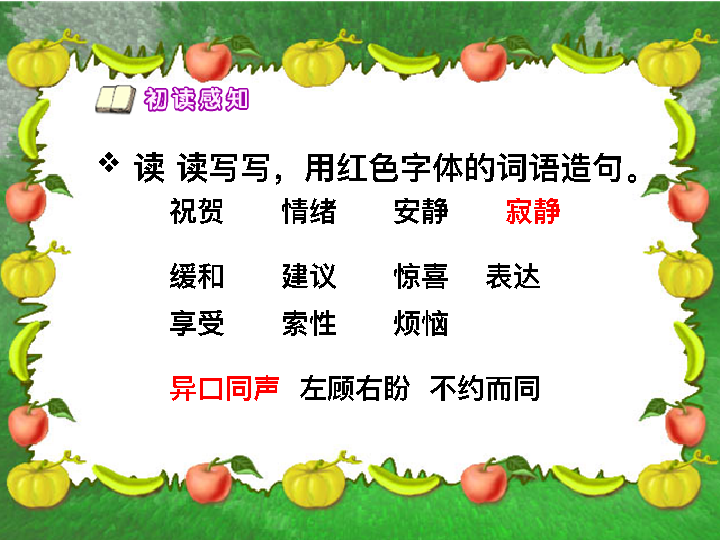 初读感知
读 读写写，用红色字体的词语造句。
祝贺 情绪 安静 寂静
缓和 建议 惊喜 表达
享受 索性 烦恼
异口同声 左顾右盼 不约而同